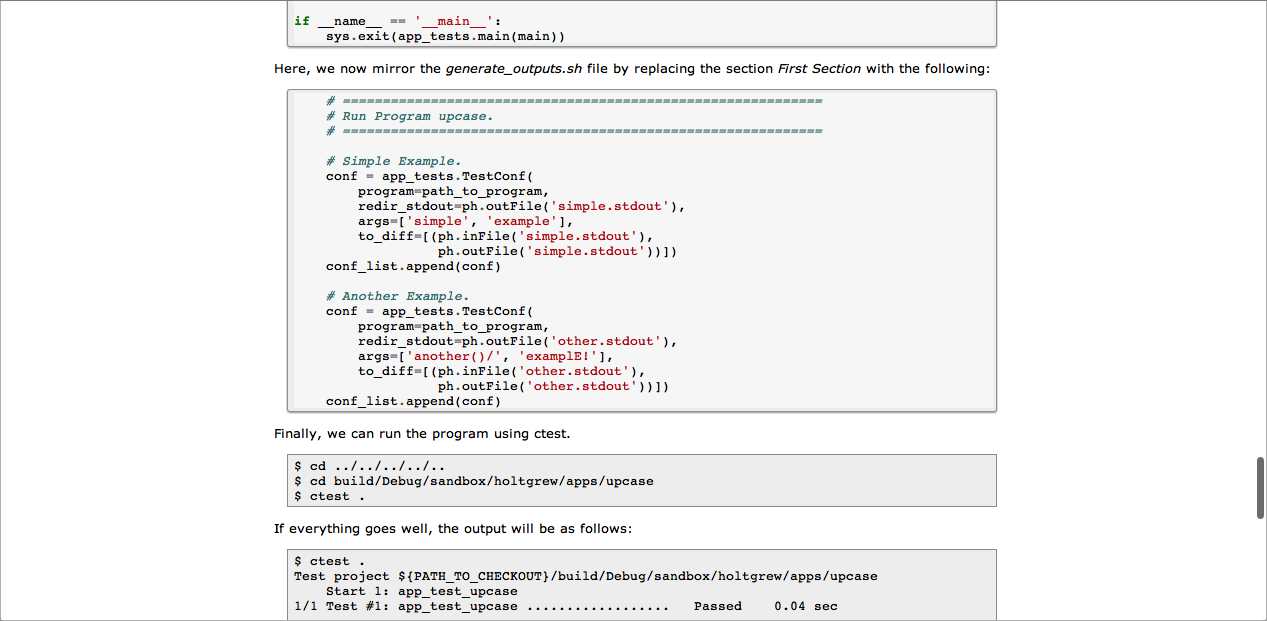 if __name__ == '__main__':
    sys.exit(app_tests.main(main))
Here, we now mirror the generate_outputs.sh file by replacing the section First Section with the following:
    # ============================================================
    # Run Program upcase.
    # ============================================================
    # Simple Example.
    conf = app_tests.TestConf(
        program=path_to_program,
        redir_stdout=ph.outFile('simple.stdout'),
        args=['simple', 'example'],
        to_diff=[(ph.inFile('simple.stdout'),
                  ph.outFile('simple.stdout'))])
    conf_list.append(conf)
    # Another Example.
    conf = app_tests.TestConf(
        program=path_to_program,
        redir_stdout=ph.outFile('other.stdout'),
        args=['another()/', 'examplE!'],
        to_diff=[(ph.inFile('other.stdout'),
                  ph.outFile('other.stdout'))])
    conf_list.append(conf)
Finally, we can run the program using ctest.
$ cd ../../../../..
$ cd build/Debug/sandbox/holtgrew/apps/upcase
$ ctest .
If everything goes well, the output will be as follows:
$ ctest .
Test project ${PATH_TO_CHECKOUT}/build/Debug/sandbox/holtgrew/apps/upcase
    Start 1: app_test_upcase
1/1 Test #1: app_test_upcase ..................   Passed    0.04 sec